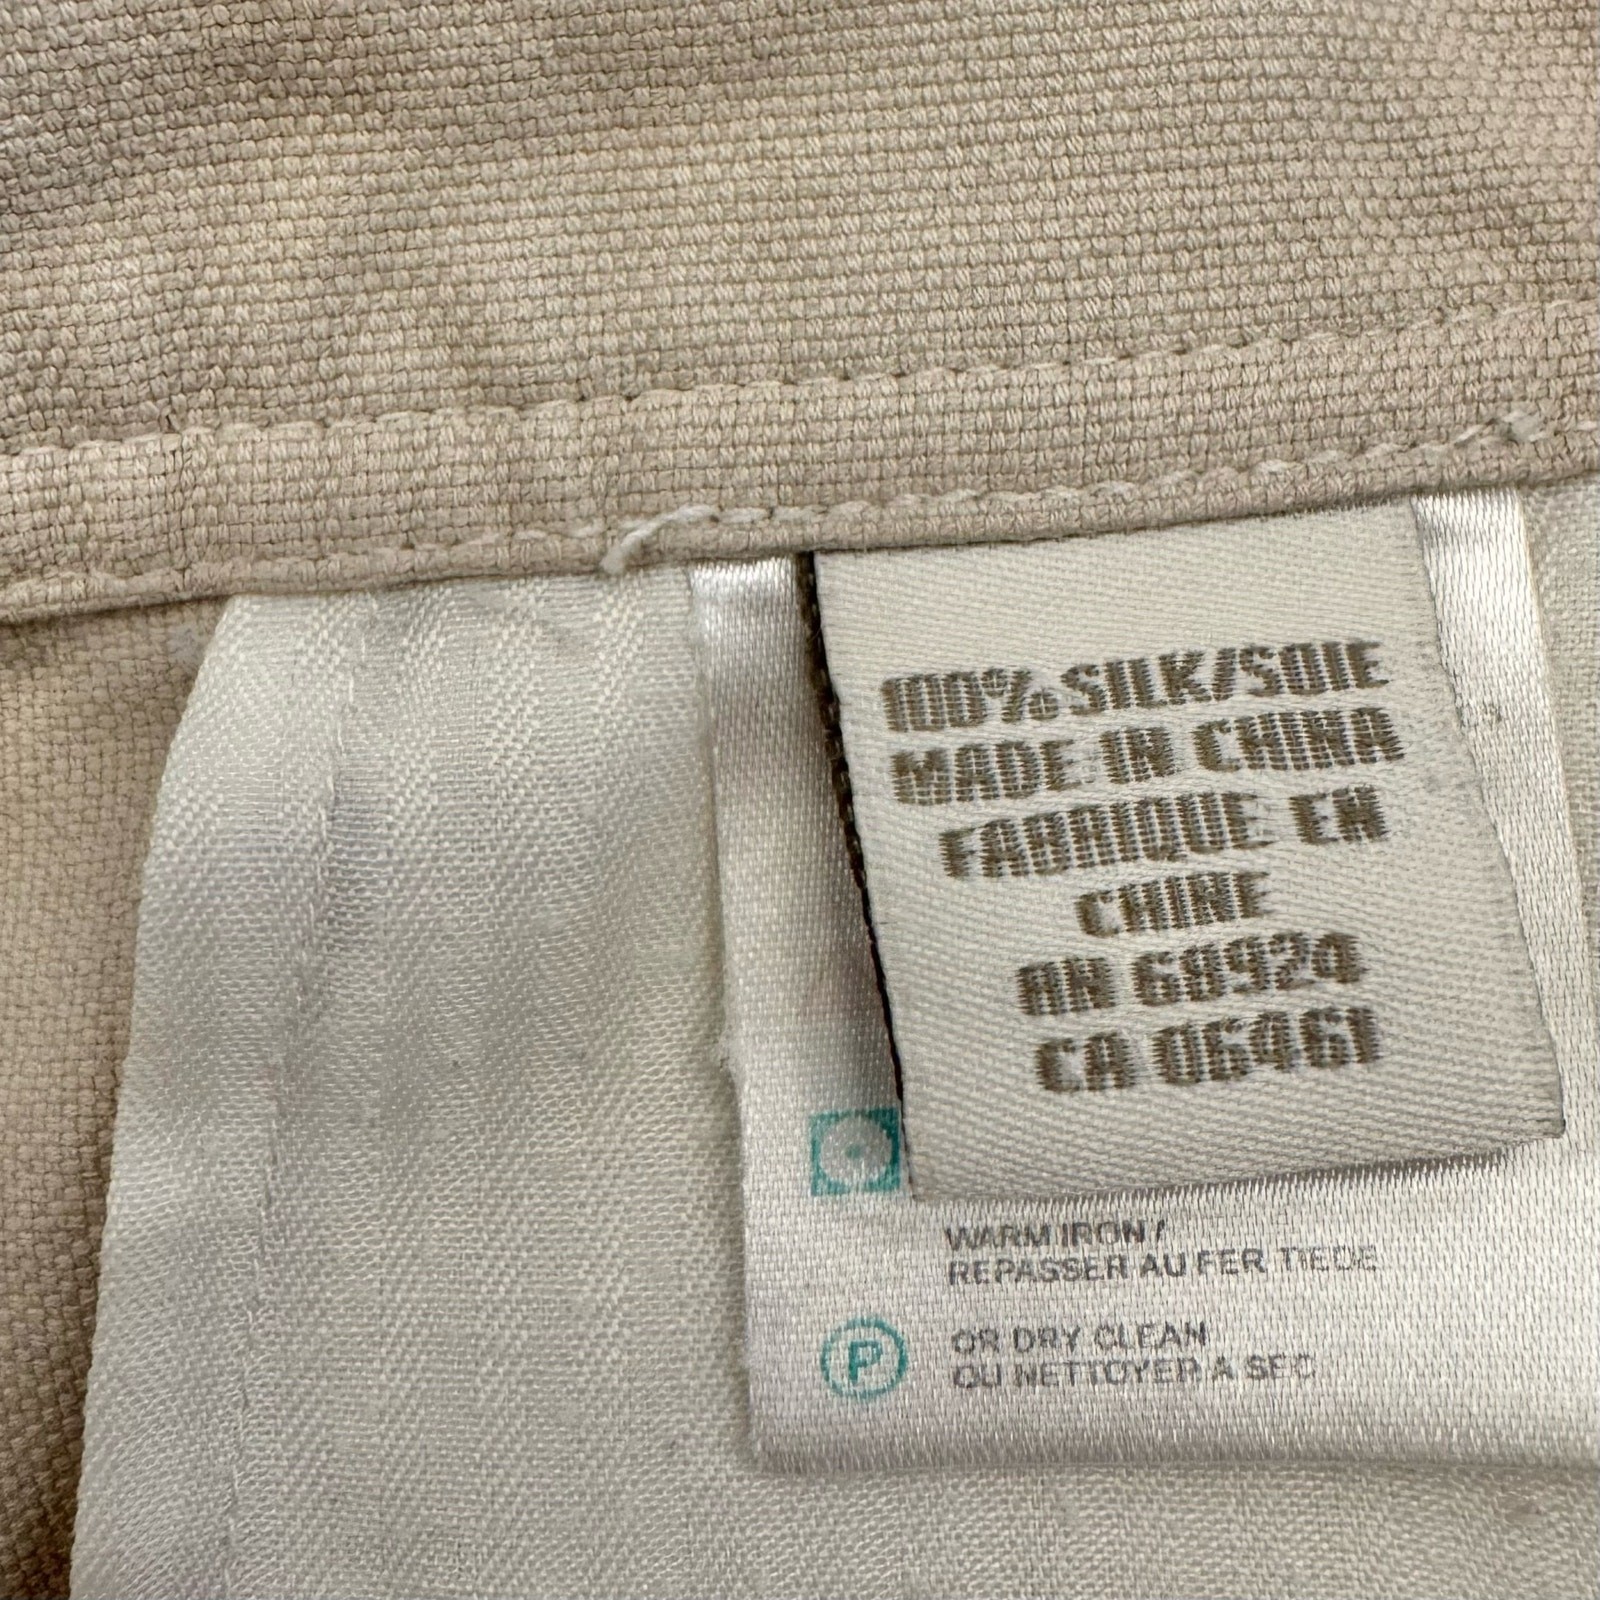 100% SILK/SOIE
MADE IN CHINA
FABRIQUE EN
CHINE
RN 68924
CA 06461
WARM IRON /
REPASSER AU FER TIEDE
P
OR DRY CLEAN
OU NETTOYER A SEC